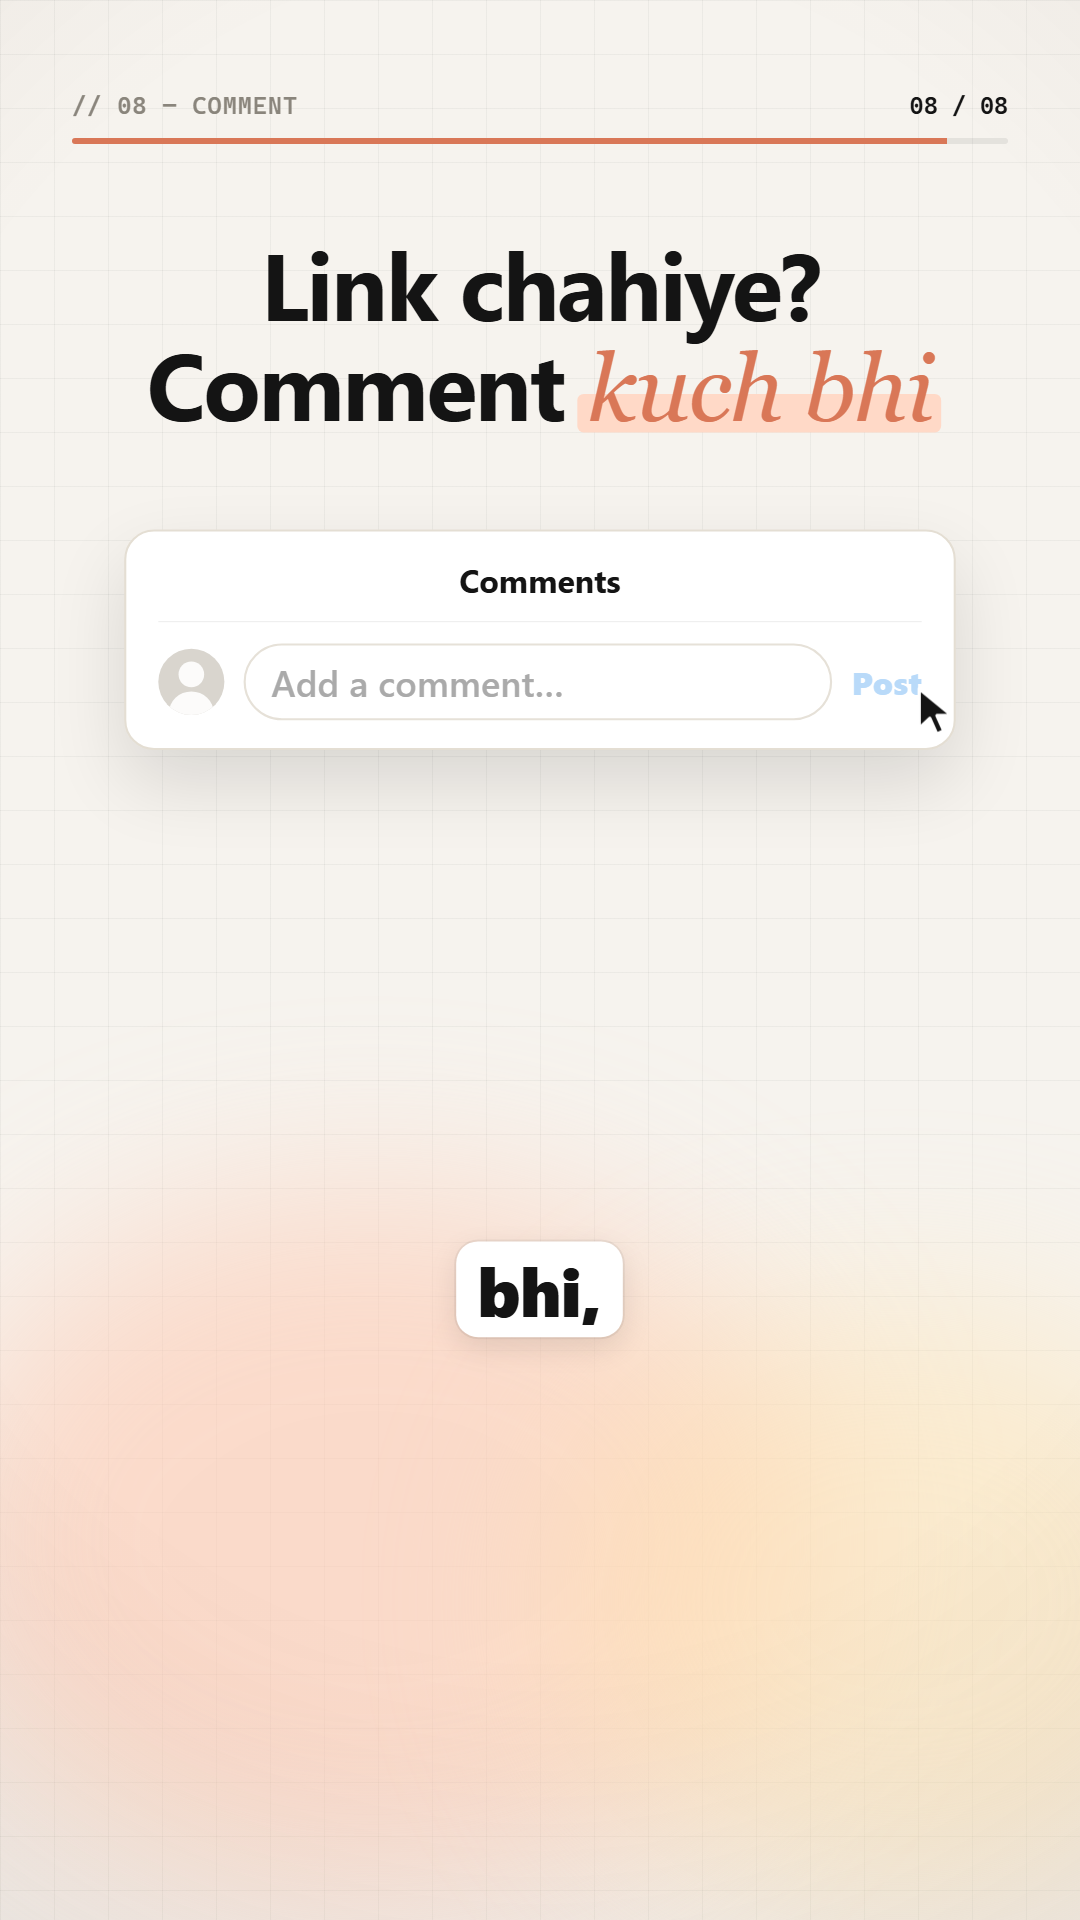 // 08 — COMMENT
08 / 08
Link chahiye?
Comment kuch bhi
Comments
Add a comment...
Post
bhi,